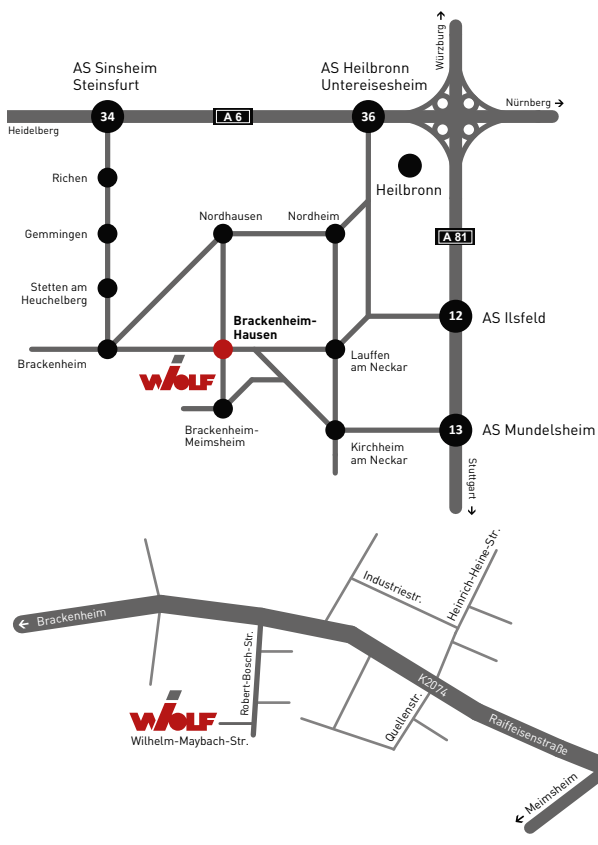 Würzburg
AS Sinsheim
Steinsfurt
AS Heilbronn
Untereisesheim
34
A 6
36
Nürnberg
Heidelberg
Richen
Heilbronn
Nordhausen
Nordheim
Gemmingen
A 81
Stetten am
Heuchelberg
Brackenheim-
Hausen
12
AS Ilsfeld
Brackenheim
WOLF
Lauffen
am Neckar
Brackenheim-
Meimsheim
13
AS Mundelsheim
Kirchheim
am Neckar
Stuttgart
Industriestr.
Heinrich-Heine-Str.
Brackenheim
Robert-Bosch-Str.
K2074
Quellenstr.
WOLF
Wilhelm-Maybach-Str.
Raiffeisenstraße
Meimsheim